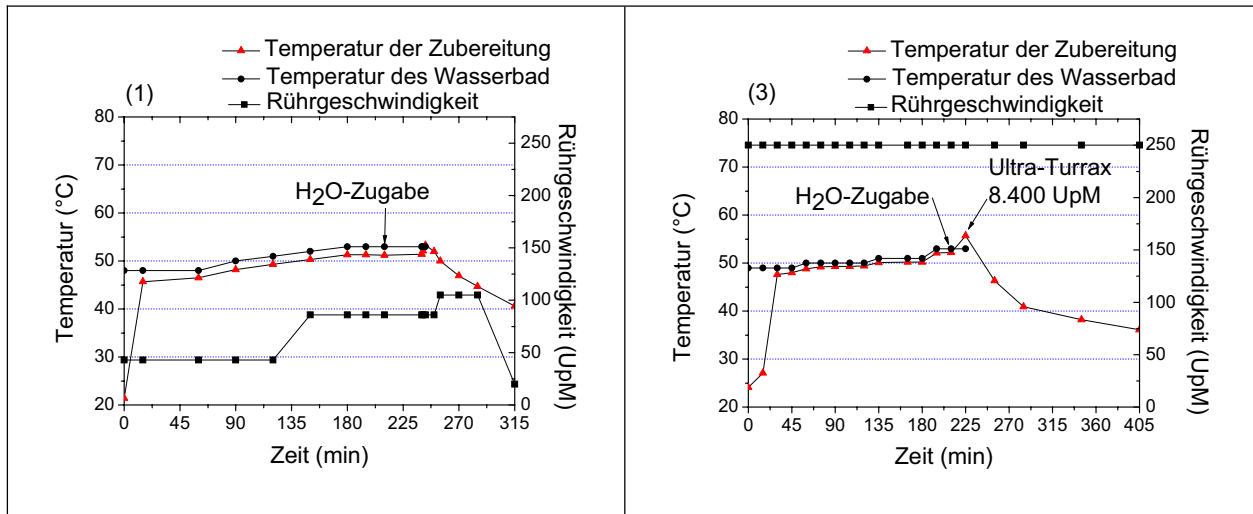 Temperatur der Zubereitung
Temperatur des Wasserbad
Rührgeschwindigkeit
(1)
80
70
60
50
40
30
20
Temperatur (°C)
H2O-Zugabe
250
200
150
100
50
0
Rührgeschwindigkeit (UpM)
0 45 90 135 180 225 270 315
Zeit (min)
Temperatur der Zubereitung
Temperatur des Wasserbad
Rührgeschwindigkeit
(3)
80
70
60
50
40
30
20
Temperatur (°C)
Ultra-Turrax
8.400 UpM
H2O-Zugabe
250
200
150
100
50
0
Rührgeschwindigkeit (UpM)
0 45 90 135 180 225 270 315 360 405
Zeit (min)